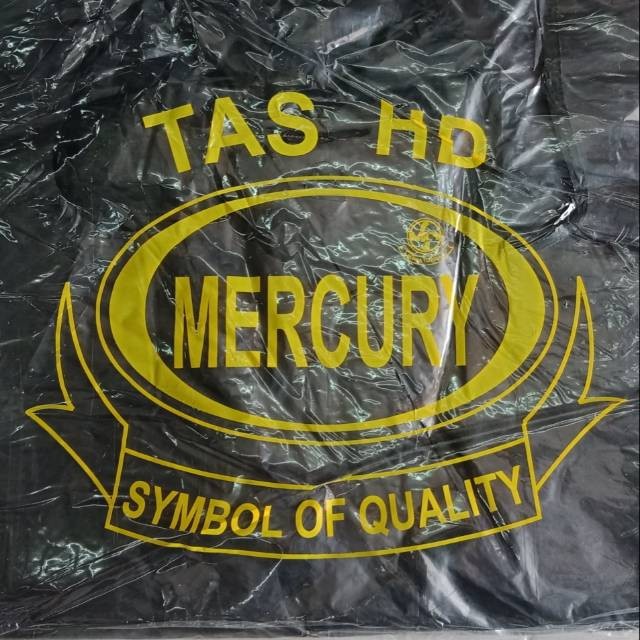 TAS HD
MERCURY
SYMBOL OF QUALITY